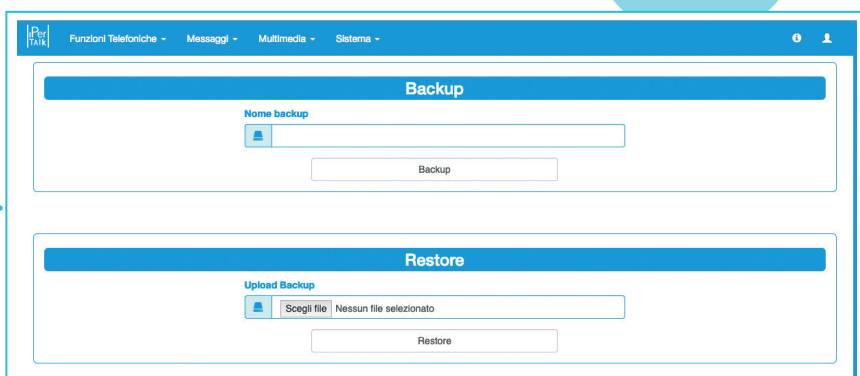 iPer
TAlk
Funzioni Telefoniche Messaggi Multimedia Sistema
Backup
Nome backup
Backup
Restore
Upload Backup
Scegli file Nessun file selezionato
Restore